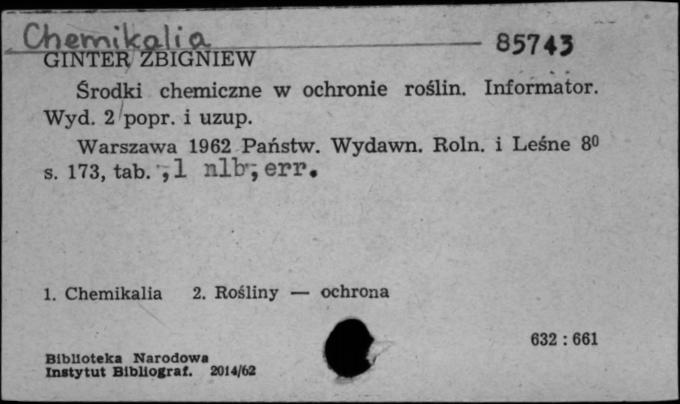 Chemikalia 85743
GINTER ZBIGNIEW
Środki chemiczne w ochronie roślin. Informator.
Wyd. 2 popr. i uzup.
Warszawa 1962 Państw. Wydawn. Roln. i Leśne 8⁰
s. 173, tab. ,1 nlb, err.
1. Chemikalia 2. Rośliny — ochrona
632 : 661
Biblioteka Narodowa
Instytut Bibliograf. 2014/62